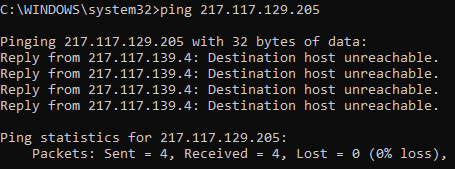 C:\WINDOWS\system32>ping 217.117.129.205
Pinging 217.117.129.205 with 32 bytes of data:
Reply from 217.117.139.4: Destination host unreachable.
Reply from 217.117.139.4: Destination host unreachable.
Reply from 217.117.139.4: Destination host unreachable.
Reply from 217.117.139.4: Destination host unreachable.
Ping statistics for 217.117.129.205:
    Packets: Sent = 4, Received = 4, Lost = 0 (0% loss),